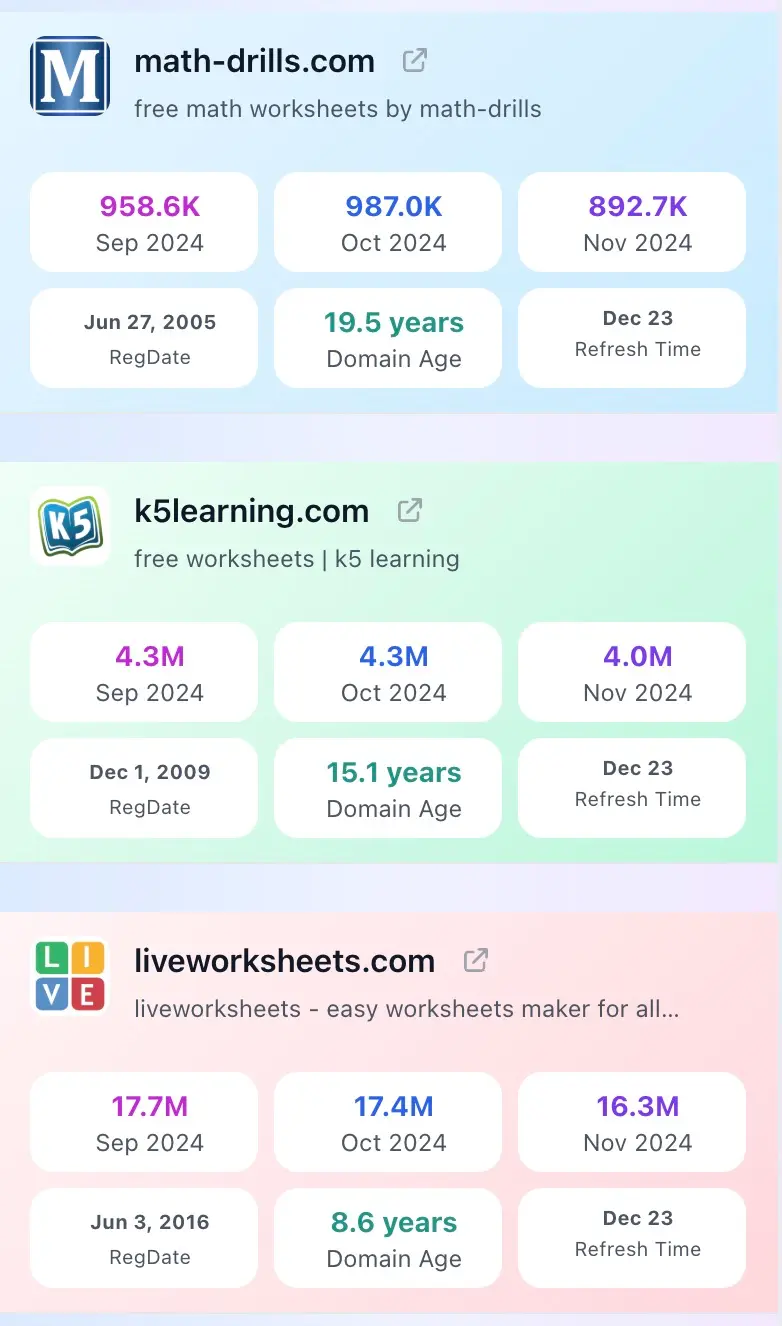 M
math-drills.com
free math worksheets by math-drills
958.6K
Sep 2024
987.0K
Oct 2024
892.7K
Nov 2024
Jun 27, 2005
RegDate
19.5 years
Domain Age
Dec 23
Refresh Time
K5
k5learning.com
free worksheets | k5 learning
4.3M
Sep 2024
4.3M
Oct 2024
4.0M
Nov 2024
Dec 1, 2009
RegDate
15.1 years
Domain Age
Dec 23
Refresh Time
L I
V E
liveworksheets.com
liveworksheets - easy worksheets maker for all...
17.7M
Sep 2024
17.4M
Oct 2024
16.3M
Nov 2024
Jun 3, 2016
RegDate
8.6 years
Domain Age
Dec 23
Refresh Time